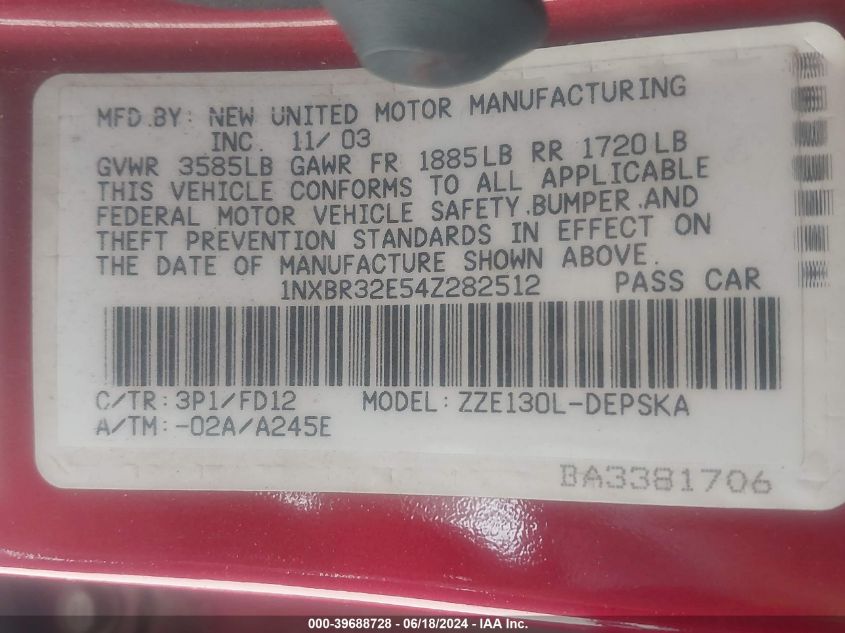 MFD.BY: NEW UNITED MOTOR MANUFACTURING
INC. 11/03
GVWR 3585LB GAWR FR 1885LB RR 1720LB
THIS VEHICLE CONFORMS TO ALL APPLICABLE
FEDERAL MOTOR VEHICLE SAFETY,BUMPER,AND
THEFT PREVENTION STANDARDS IN EFFECT ON
THE DATE OF MANUFACTURE SHOWN ABOVE.
1NXBR32E54Z282512 PASS CAR
C/TR:3P1/FD12 MODEL:ZZE130L-DEPSKA
A/TM:-02A/A245E
BA3381706
000-39688728 - 06/18/2024 - IAA Inc.